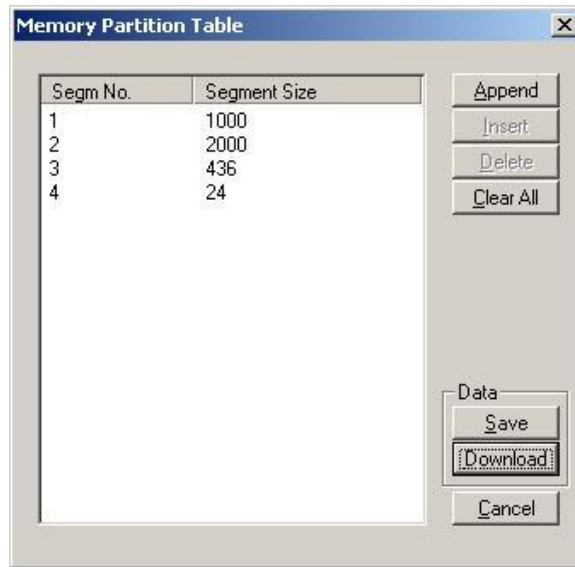 Memory Partition Table
Segm No. Segment Size
1 1000
2 2000
3 436
4 24
Append
Insert
Delete
Clear All
Data
Save
Download
Cancel